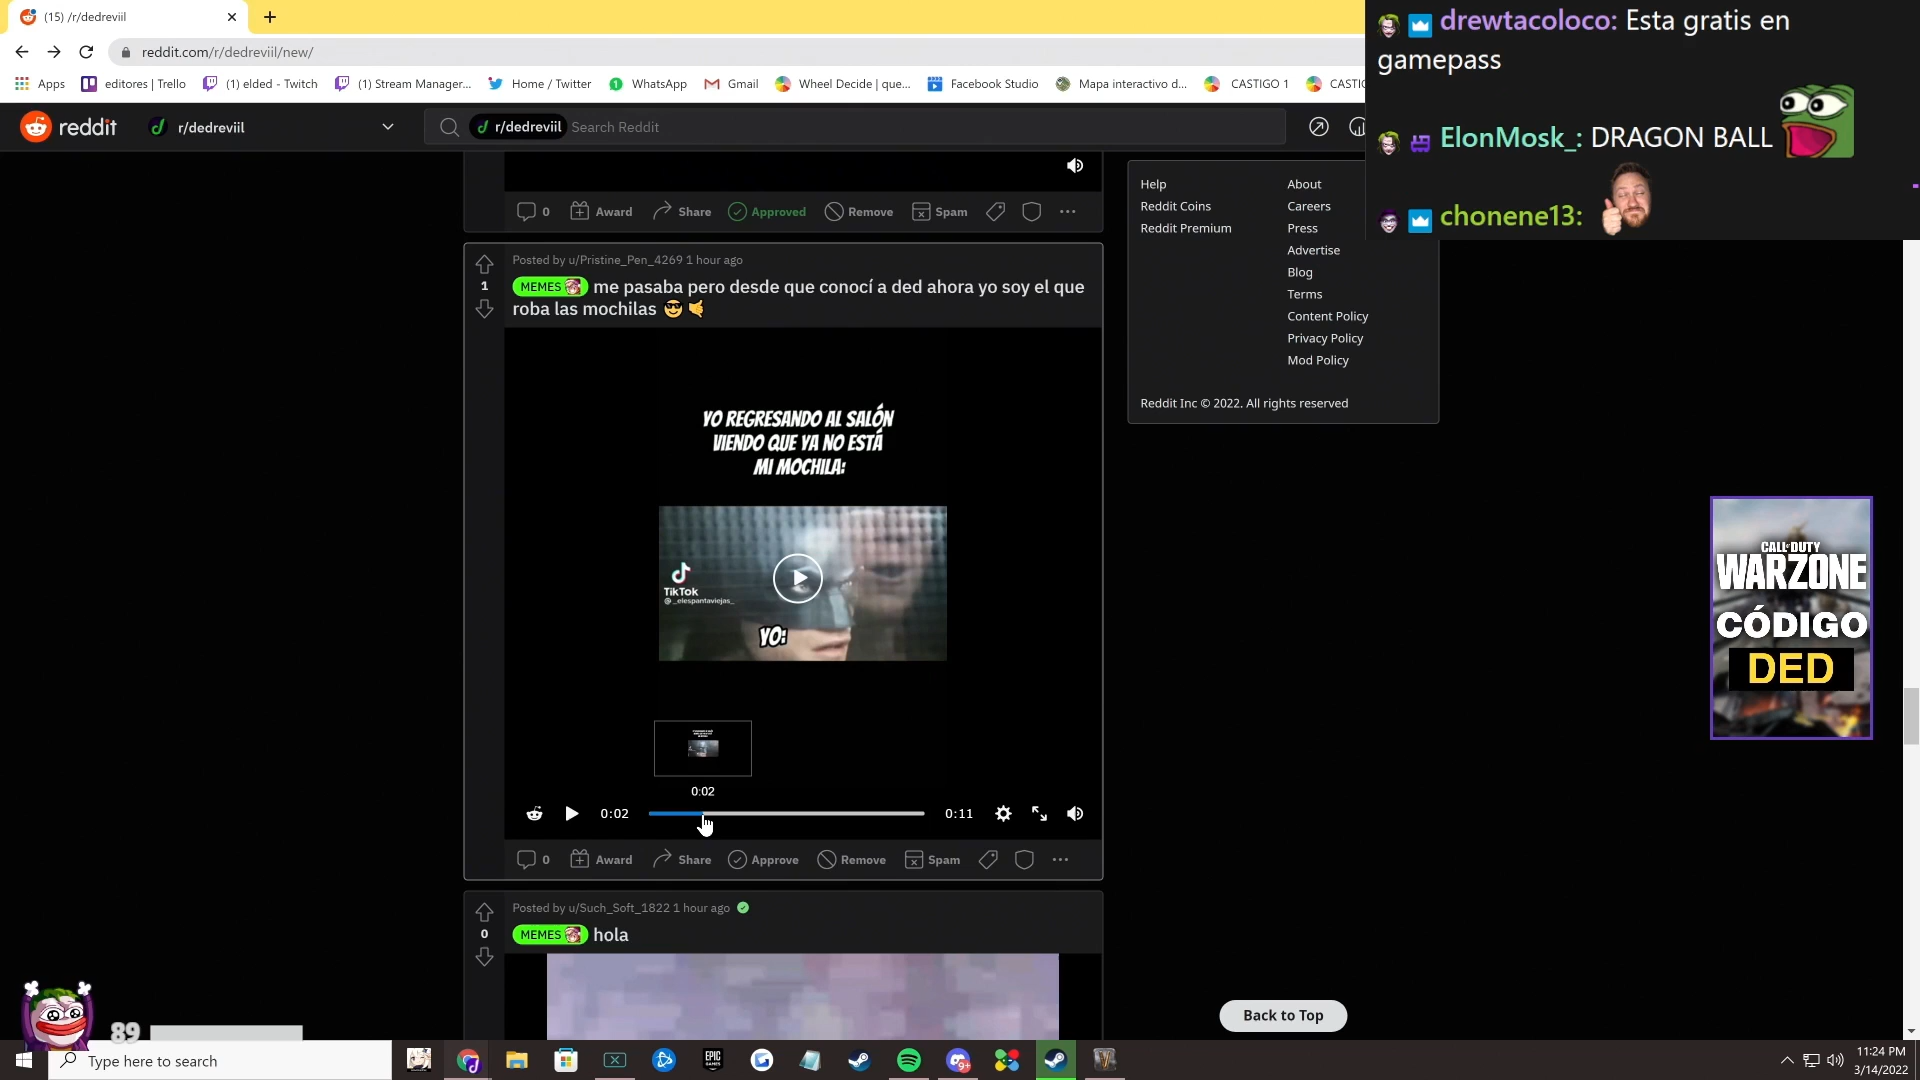 (15) /r/dedreviil
reddit.com/r/dedreviil/new/
Apps
editores | Trello
(1) elded - Twitch
(1) Stream Manager...
Home / Twitter
WhatsApp
Gmail
Wheel Decide | que...
Facebook Studio
Mapa interactivo d...
CASTIGO 1
reddit
r/dedreviil
r/dedreviil
Search Reddit
drewtacoloco: Esta gratis en
gamepass
ElonMosk_: DRAGON BALL
chonene13:
0
Award
Share
Approved
Remove
Spam
Help
Reddit Coins
Reddit Premium
About
Careers
Press
Advertise
Blog
Terms
Content Policy
Privacy Policy
Mod Policy
Reddit Inc © 2022. All rights reserved
1
Posted by u/Pristine_Pen_4269 1 hour ago
MEMES me pasaba pero desde que conocí a ded ahora yo soy el que
roba las mochilas 😎🤙
YO REGRESANDO AL SALÓN
VIENDO QUE YA NO ESTÁ
MI MOCHILA:
TikTok
@_elespantaviejas_
YO:
0:02
0:02
0:11
0
Award
Share
Approve
Remove
Spam
0
Posted by u/Such_Soft_1822 1 hour ago
MEMES hola
CALL OF DUTY
WARZONE
CÓDIGO
DED
Back to Top
89
Type here to search
EPIC
GAMES
9+
11:24 PM
3/14/2022